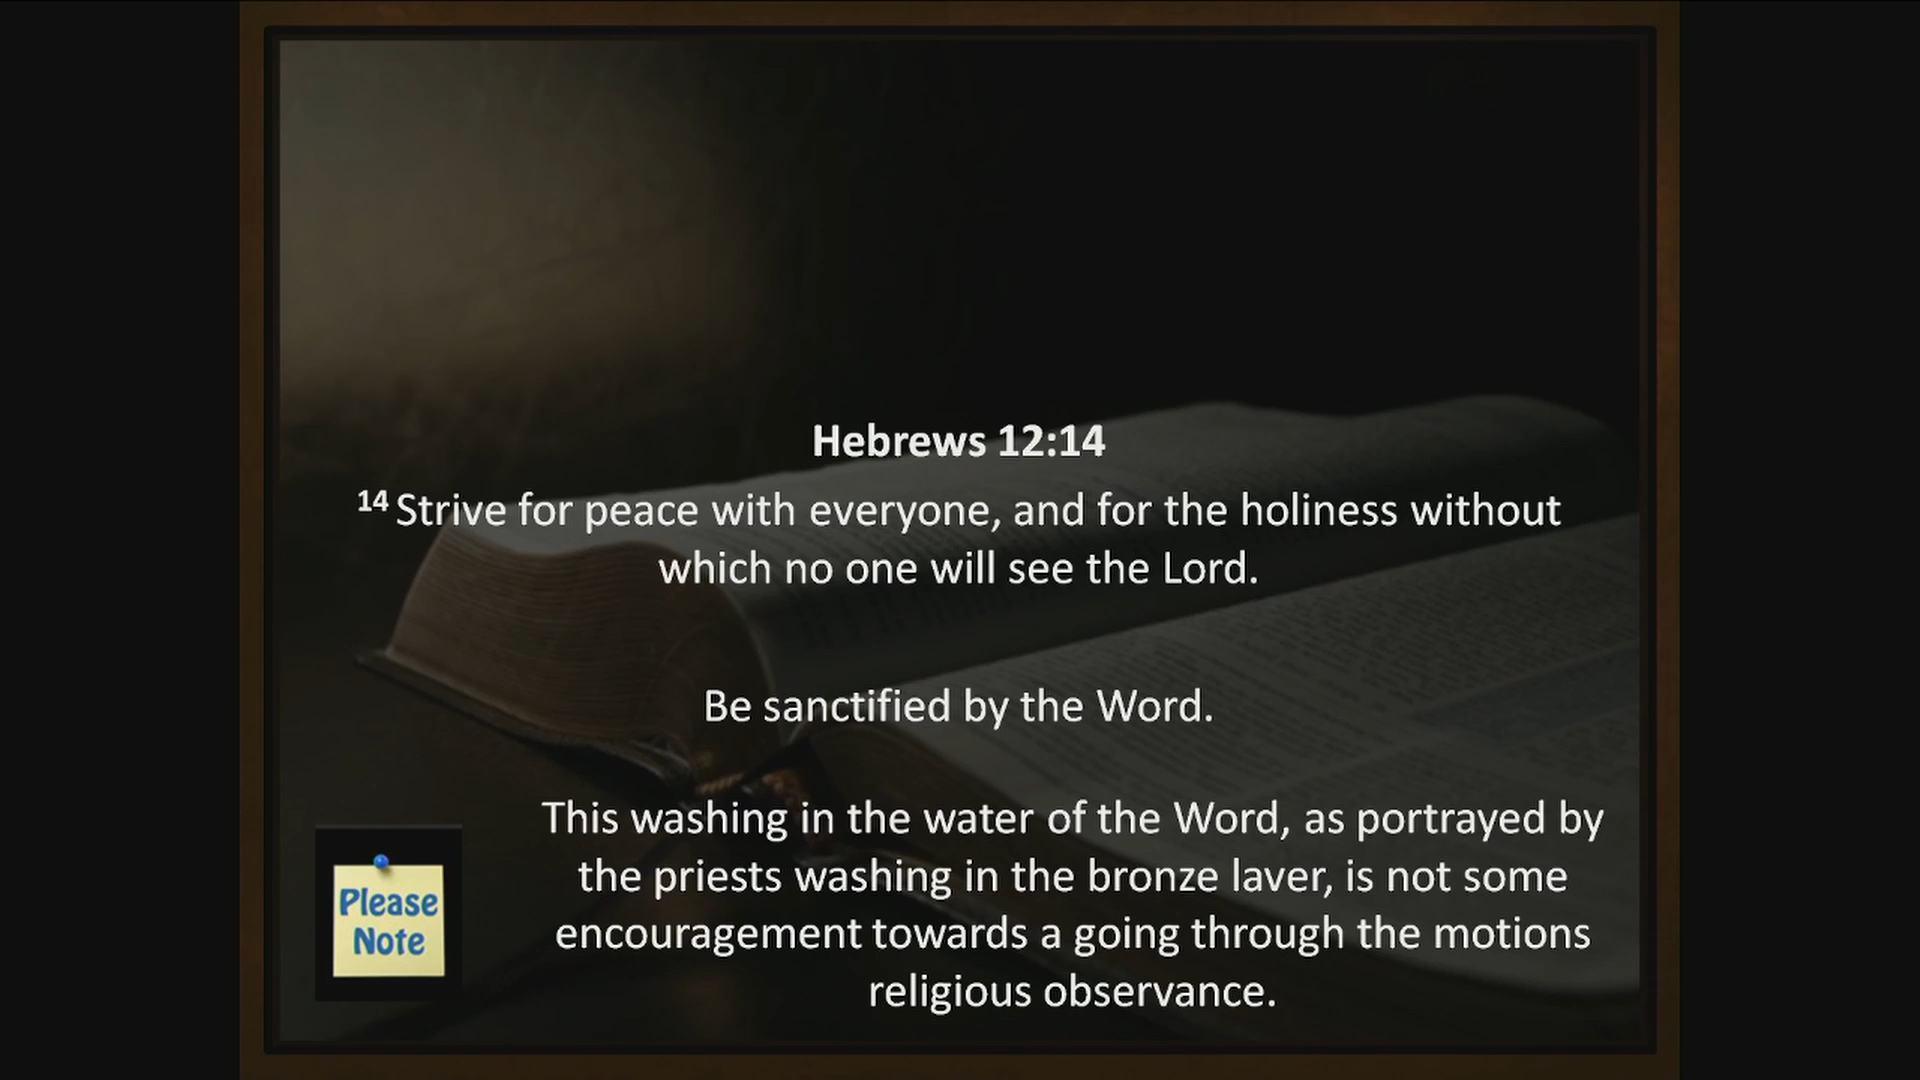 Hebrews 12:14
14 Strive for peace with everyone, and for the holiness without
which no one will see the Lord.
Be sanctified by the Word.
This washing in the water of the Word, as portrayed by
the priests washing in the bronze laver, is not some
encouragement towards a going through the motions
religious observance.
Please
Note